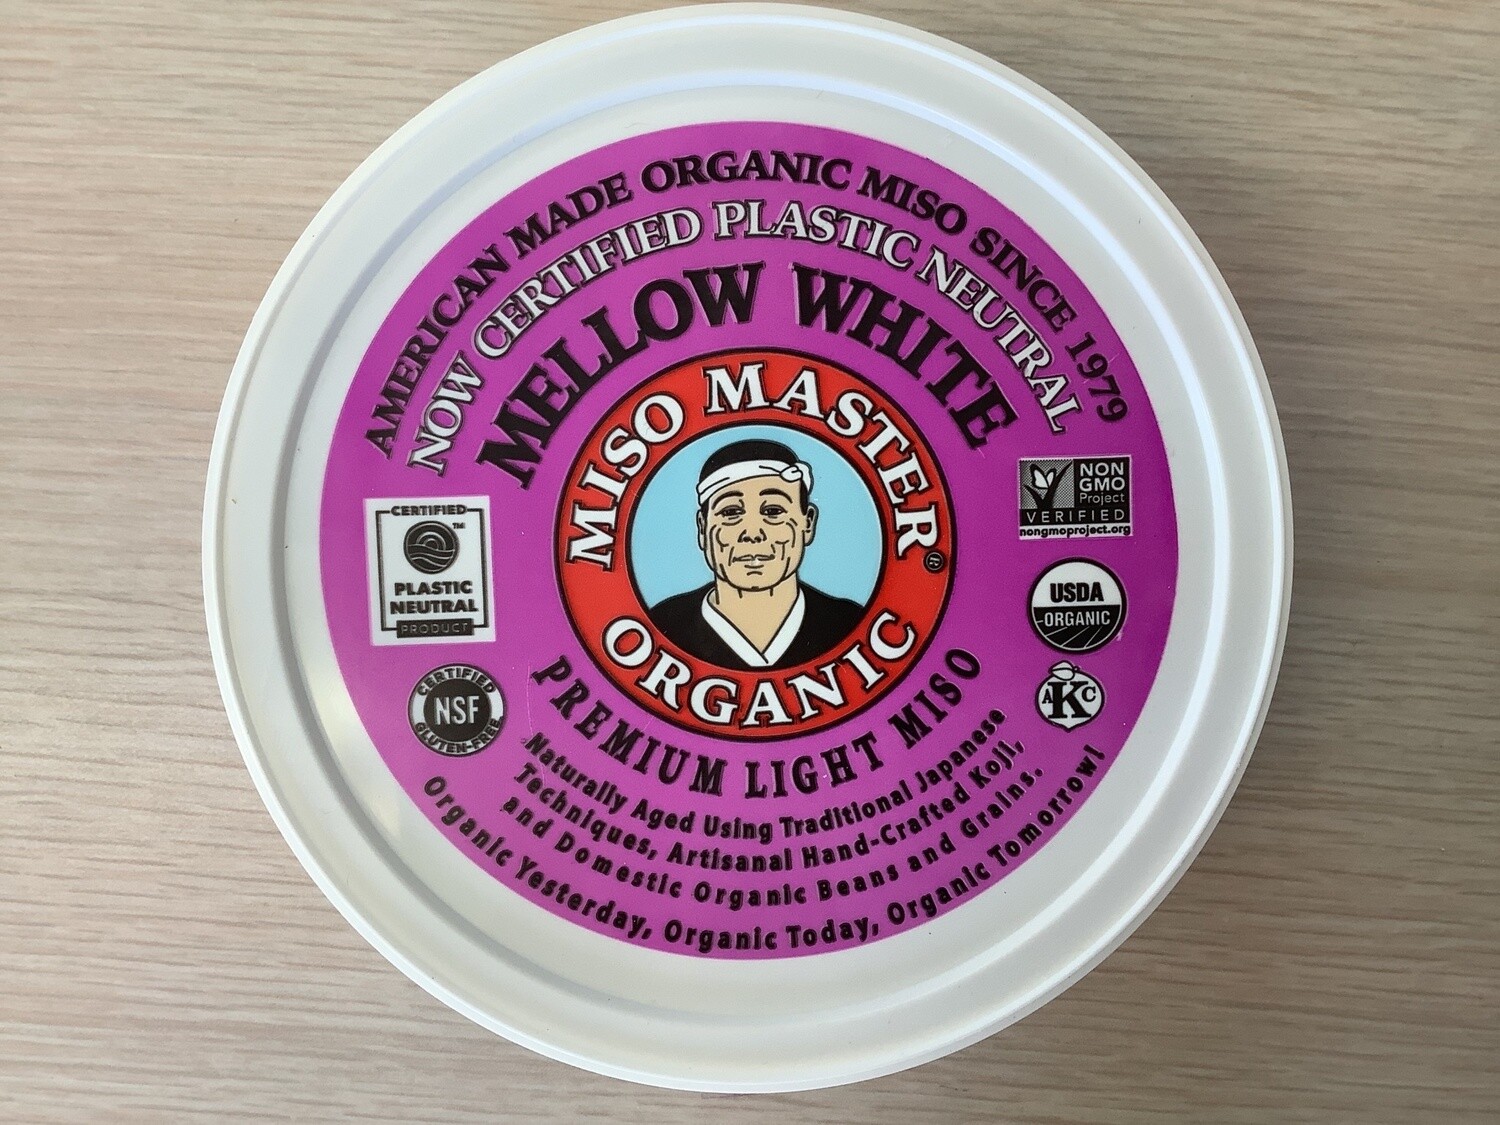 AMERICAN MADE ORGANIC MISO SINCE 1979
NOW CERTIFIED PLASTIC NEUTRAL
MELLOW WHITE
MISO MASTER®
ORGANIC
CERTIFIED
™
PLASTIC
NEUTRAL
PRODUCT
CERTIFIED
NSF
GLUTEN-FREE
NON
GMO
Project
VERIFIED
nongmoproject.org
USDA
ORGANIC
AKC
PREMIUM LIGHT MISO
Naturally Aged Using Traditional Japanese
Techniques, Artisanal Hand-Crafted Koji,
and Domestic Organic Beans and Grains.
Organic Yesterday, Organic Today, Organic Tomorrow!